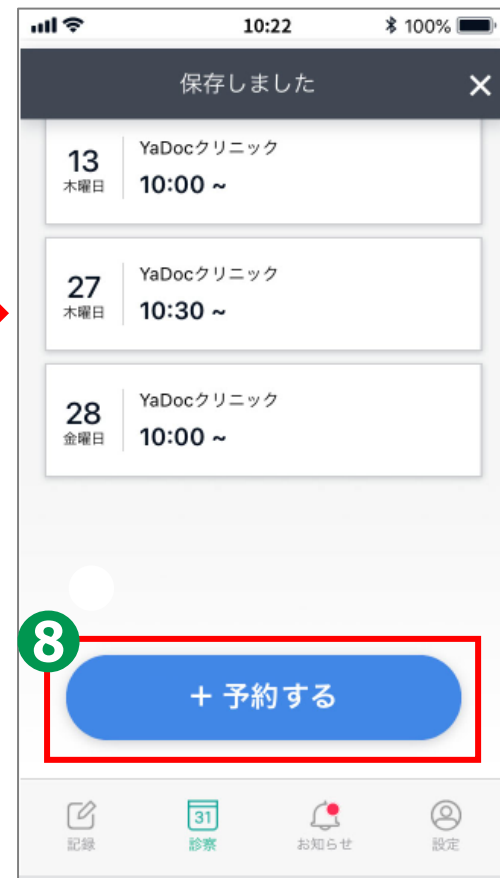 10:22 100%
保存しました ×
13
木曜日
YaDocクリニック
10:00 ~
27
木曜日
YaDocクリニック
10:30 ~
28
金曜日
YaDocクリニック
10:00 ~
8
+ 予約する
31
記録 診察 お知らせ 設定